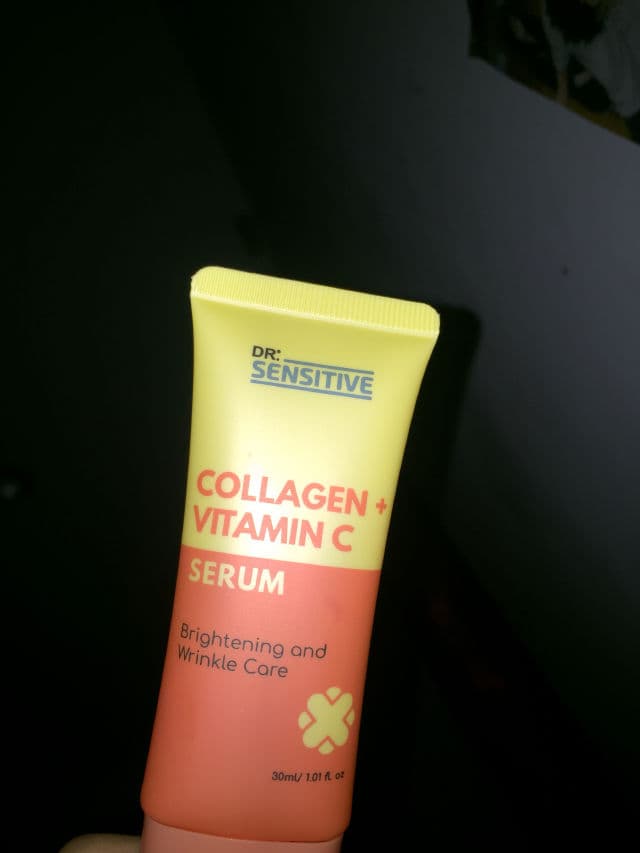 DR:
SENSITIVE
COLLAGEN +
VITAMIN C
SERUM
Brightening and
Wrinkle Care
30ml/ 1.01 fl. oz